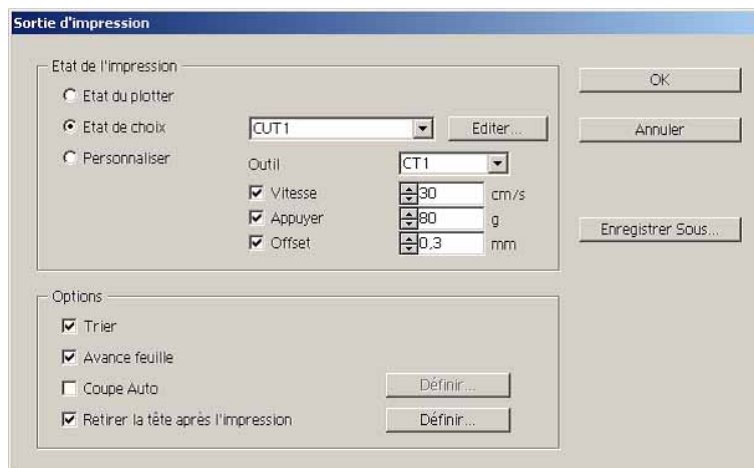 Sortie d'impression
Etat de l'impression
Etat du plotter
Etat de choix CUT1 Editer...
Personnaliser
Outil CT1
Vitesse 30 cm/s
Appuyer 80 g
Offset 0,3 mm
OK
Annuler
Enregistrer Sous...
Options
Trier
Avance feuille
Coupe Auto Définir...
Retirer la tête après l'impression Définir...